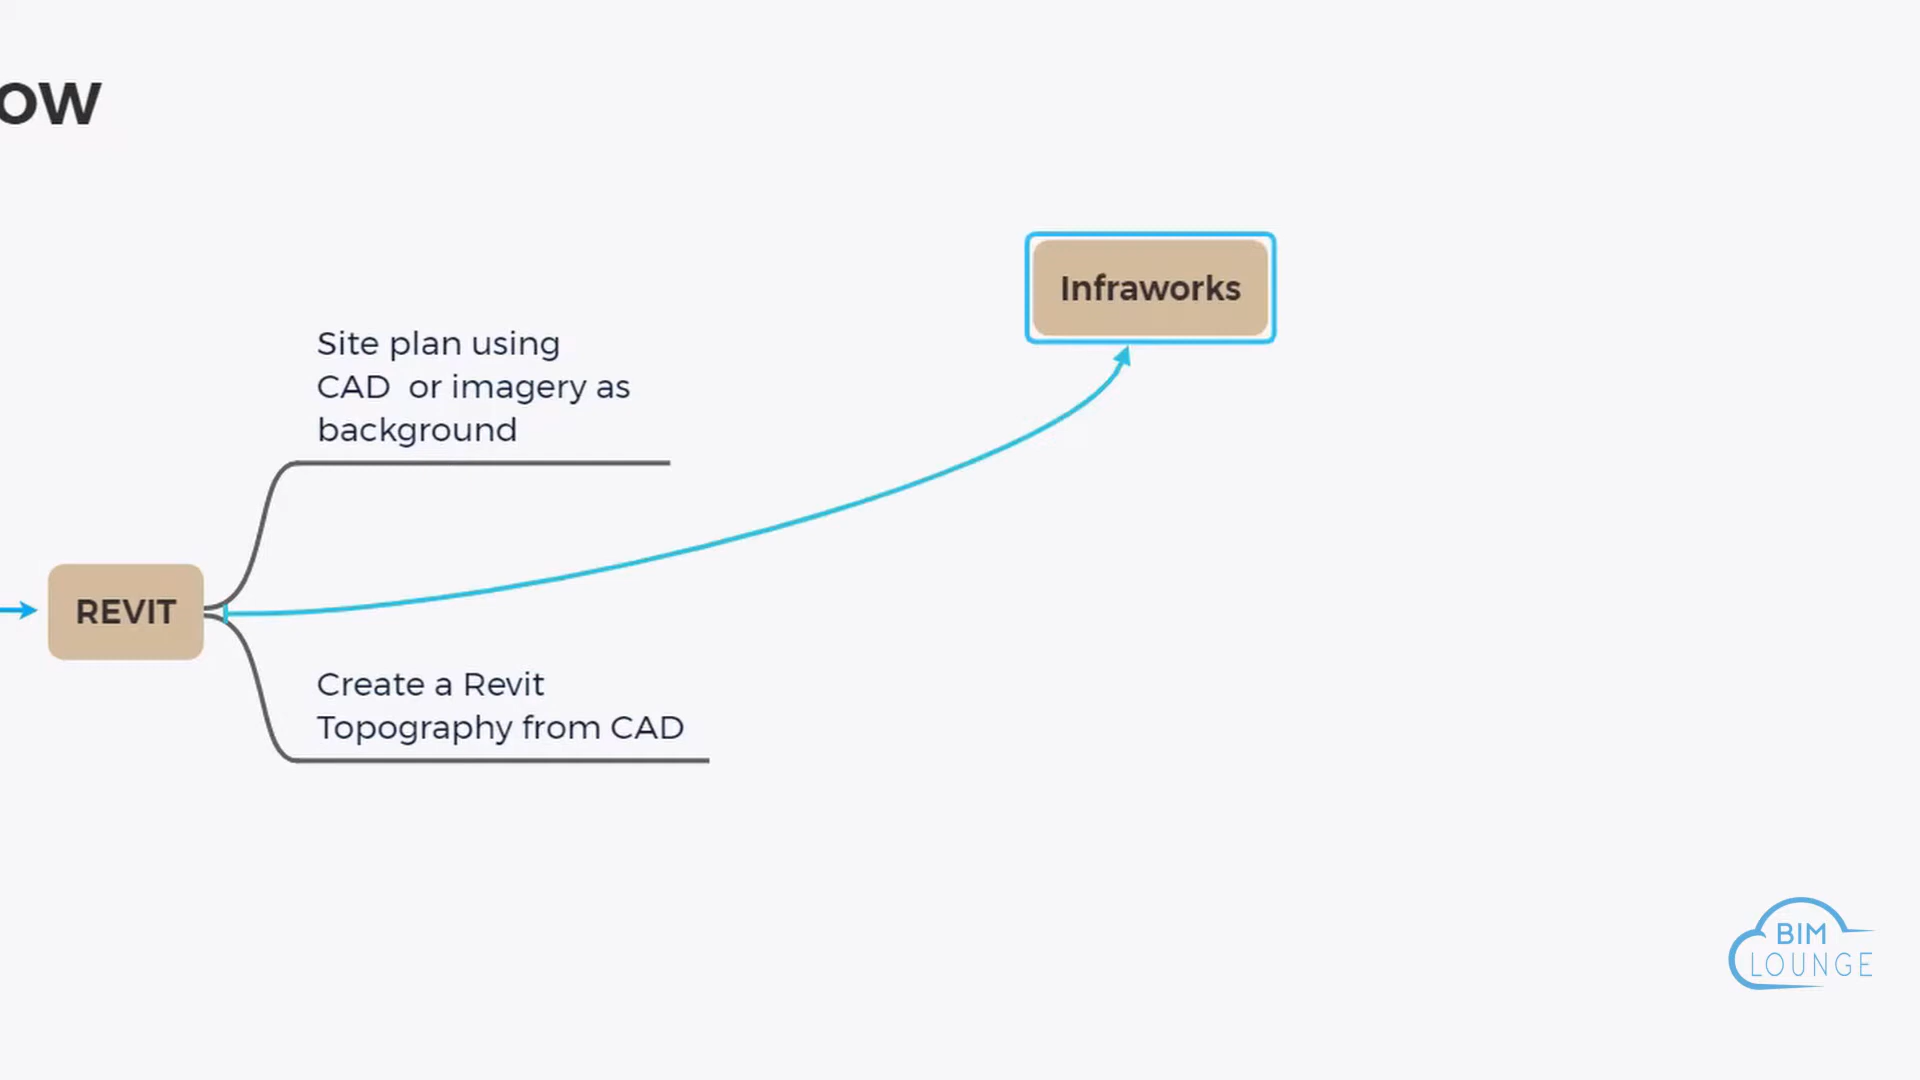 ow
Infraworks
Site plan using
CAD or imagery as
background
REVIT
Create a Revit
Topography from CAD
BIM
LOUNGE